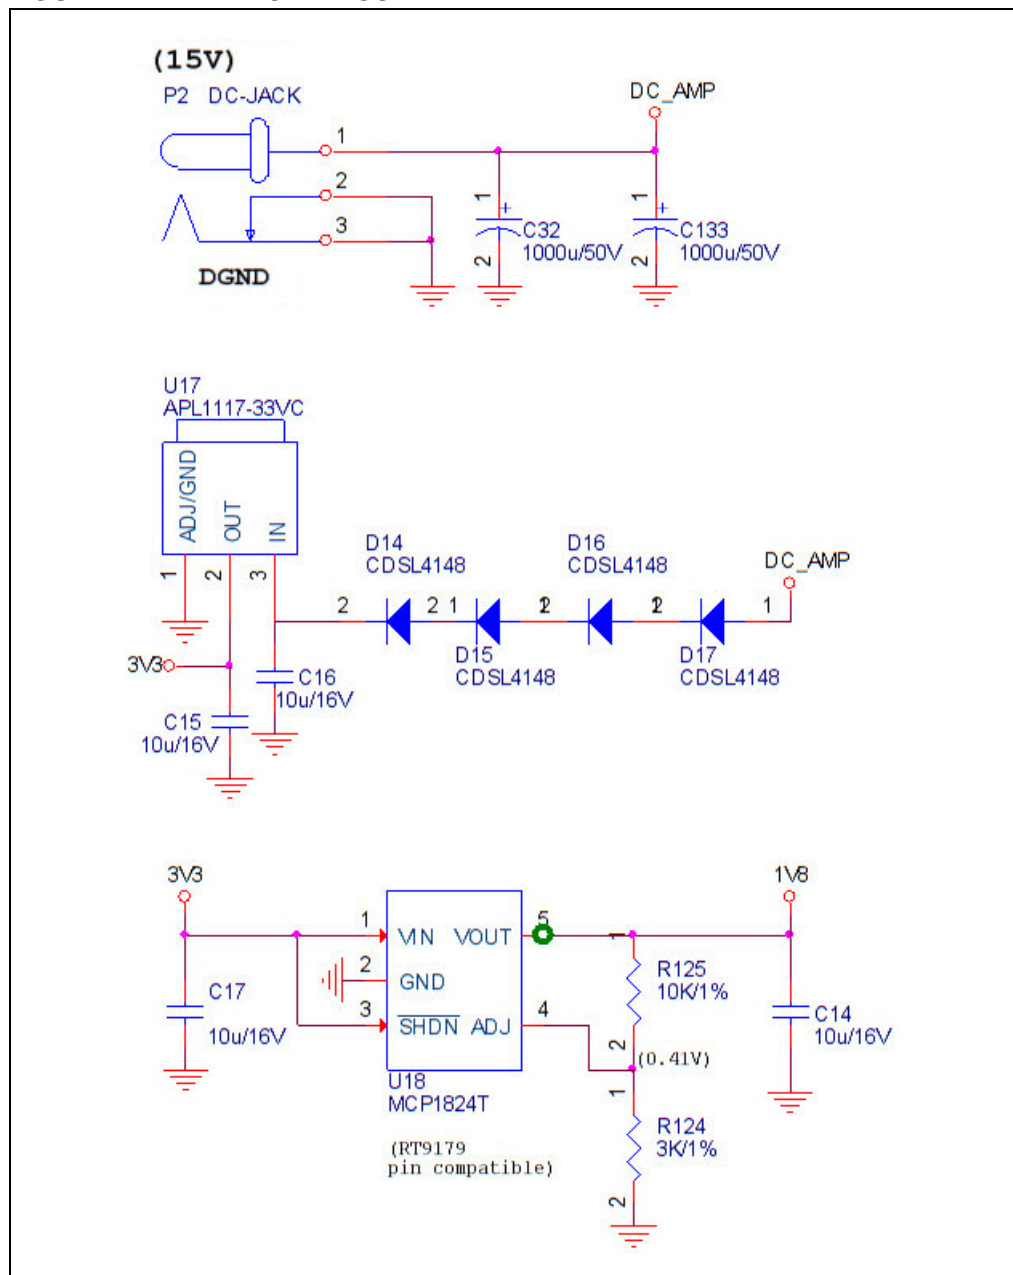 (15V)
P2 DC-JACK
DC_AMP
1
2
3
DGND
1
+
C32
1000u/50V
2
1
+
C133
1000u/50V
2
U17
APL1117-33VC
ADJ/GND
OUT
IN
1
2
3
D14
CDSL4148
D16
CDSL4148
DC_AMP
2
2
1
2
2
1
D15
CDSL4148
D17
CDSL4148
3V3
C16
10u/16V
C15
10u/16V
3V3
1V8
1
VIN
VOUT
5
2
GND
3
SHDN
ADJ
4
C17
10u/16V
1
R125
10K/1%
2
(0.41V)
C14
10u/16V
U18
MCP1824T
1
R124
3K/1%
2
(RT9179
pin compatible)